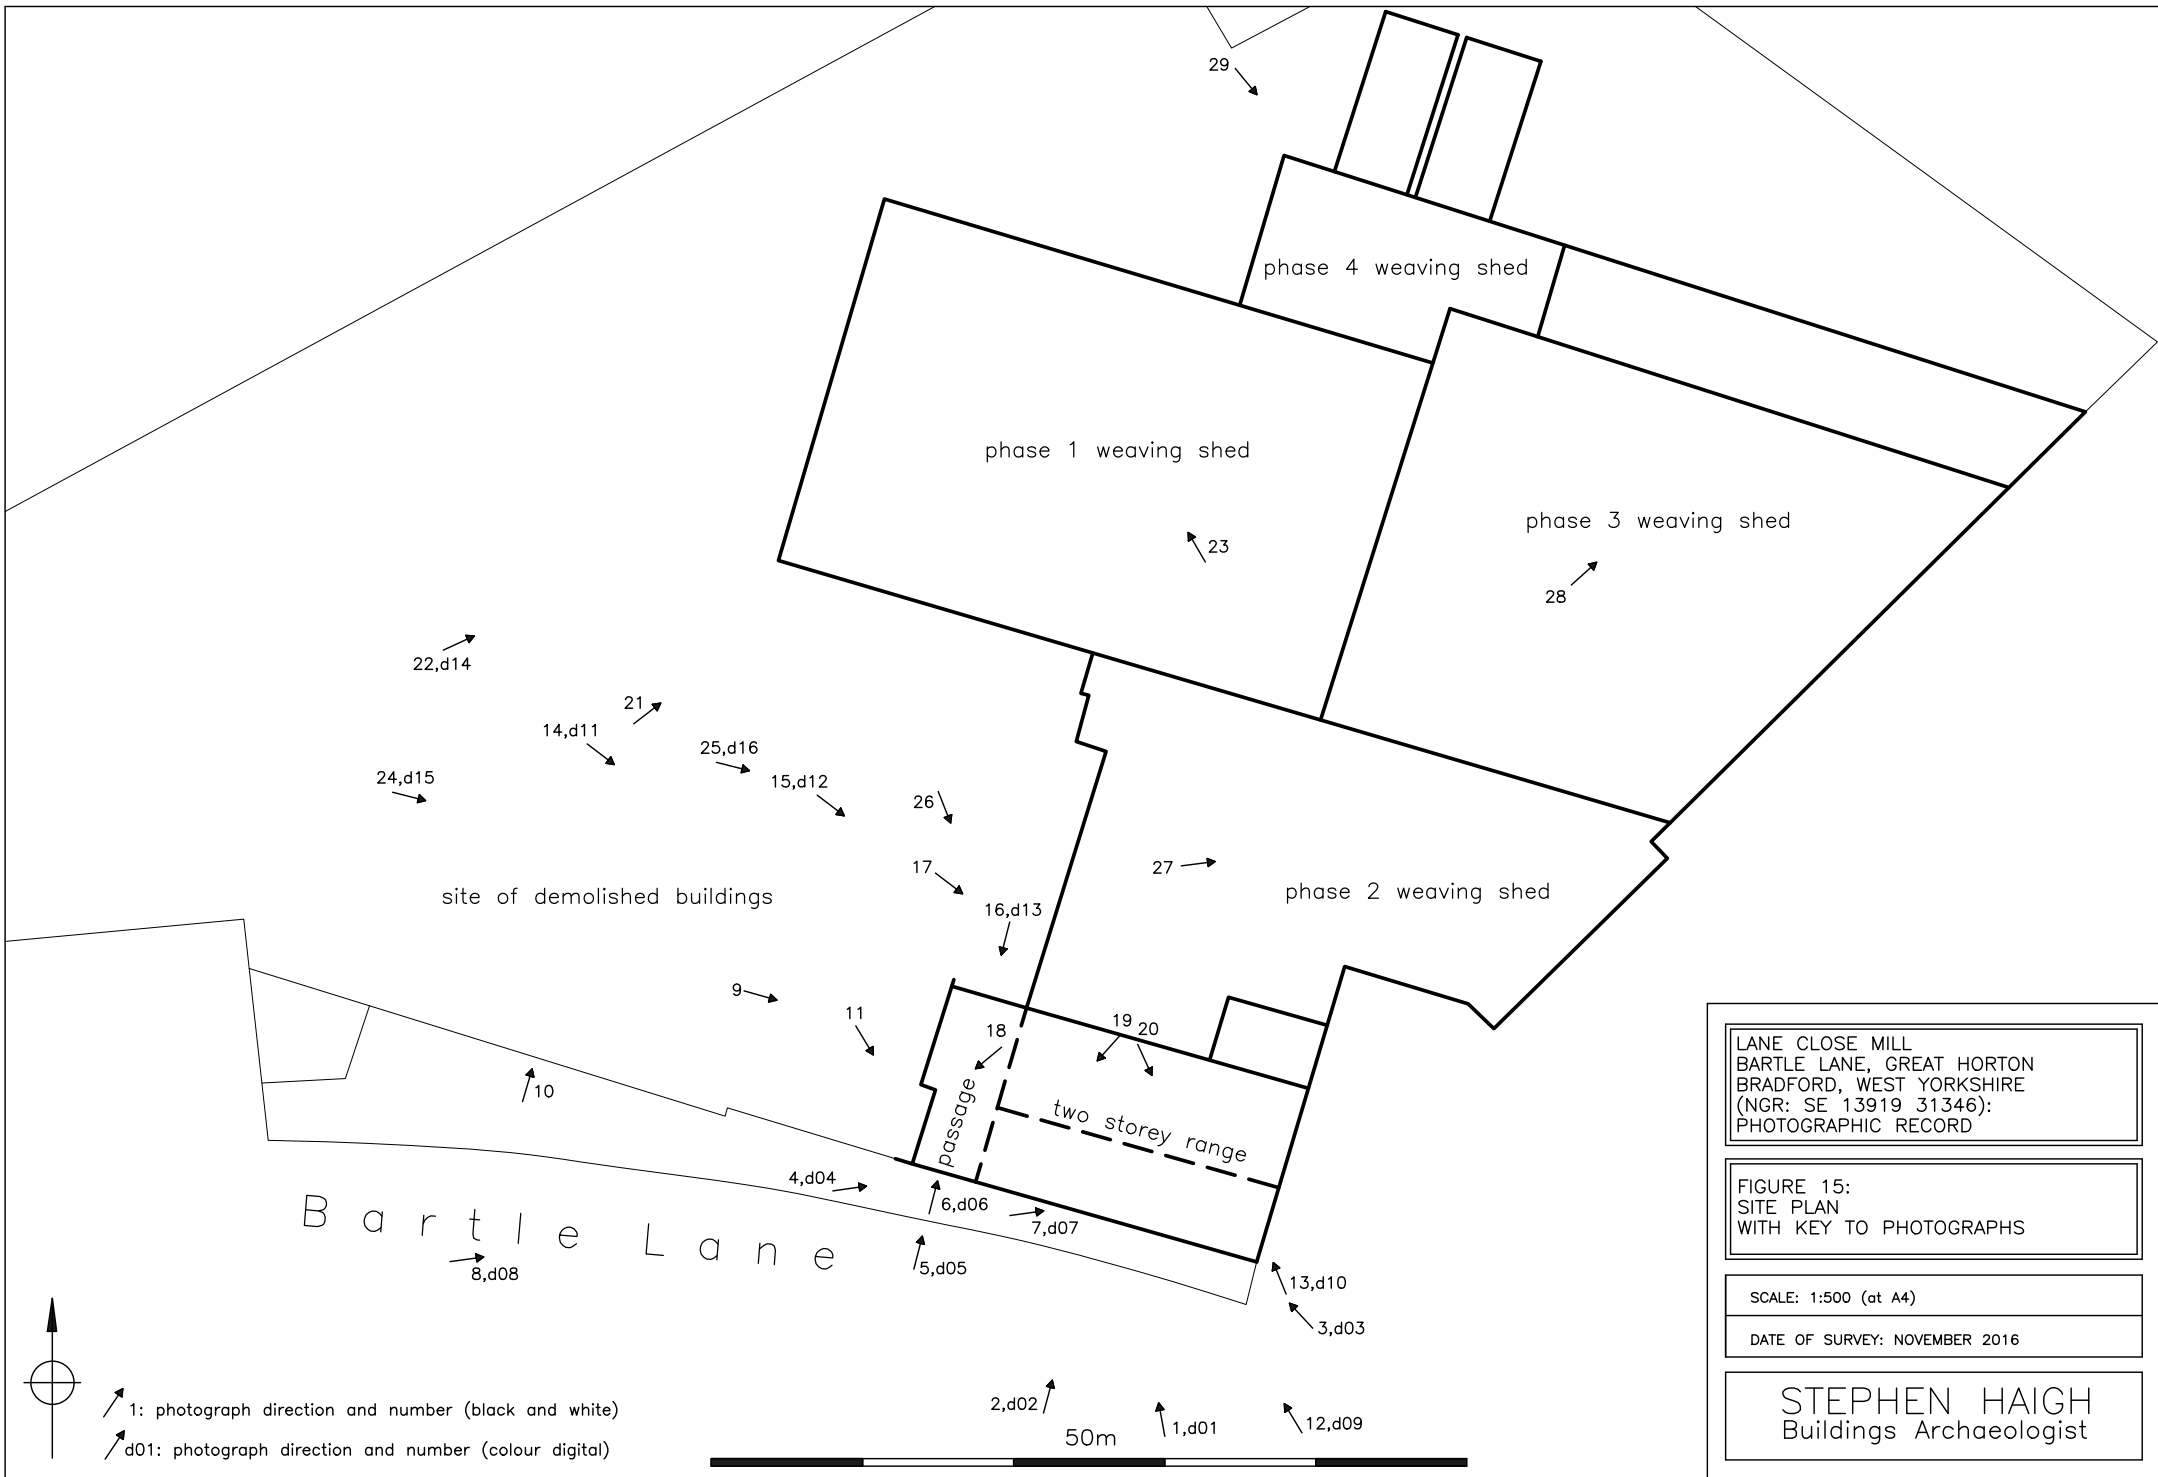 29
phase 4 weaving shed
phase 1 weaving shed
phase 3 weaving shed
23
28
22,d14
21
14,d11
25,d16
24,d15
15,d12
26
17
27
phase 2 weaving shed
site of demolished buildings
16,d13
9
11
18
19
20
10
passage
two storey range
4,d04
6,d06
7,d07
Bartle Lane
8,d08
5,d05
13,d10
3,d03
2,d02
1,d01
12,d09
1: photograph direction and number (black and white)
d01: photograph direction and number (colour digital)
50m
LANE CLOSE MILL
BARTLE LANE, GREAT HORTON
BRADFORD, WEST YORKSHIRE
(NGR: SE 13919 31346):
PHOTOGRAPHIC RECORD
FIGURE 15:
SITE PLAN
WITH KEY TO PHOTOGRAPHS
SCALE: 1:500 (at A4)
DATE OF SURVEY: NOVEMBER 2016
STEPHEN HAIGH
Buildings Archaeologist